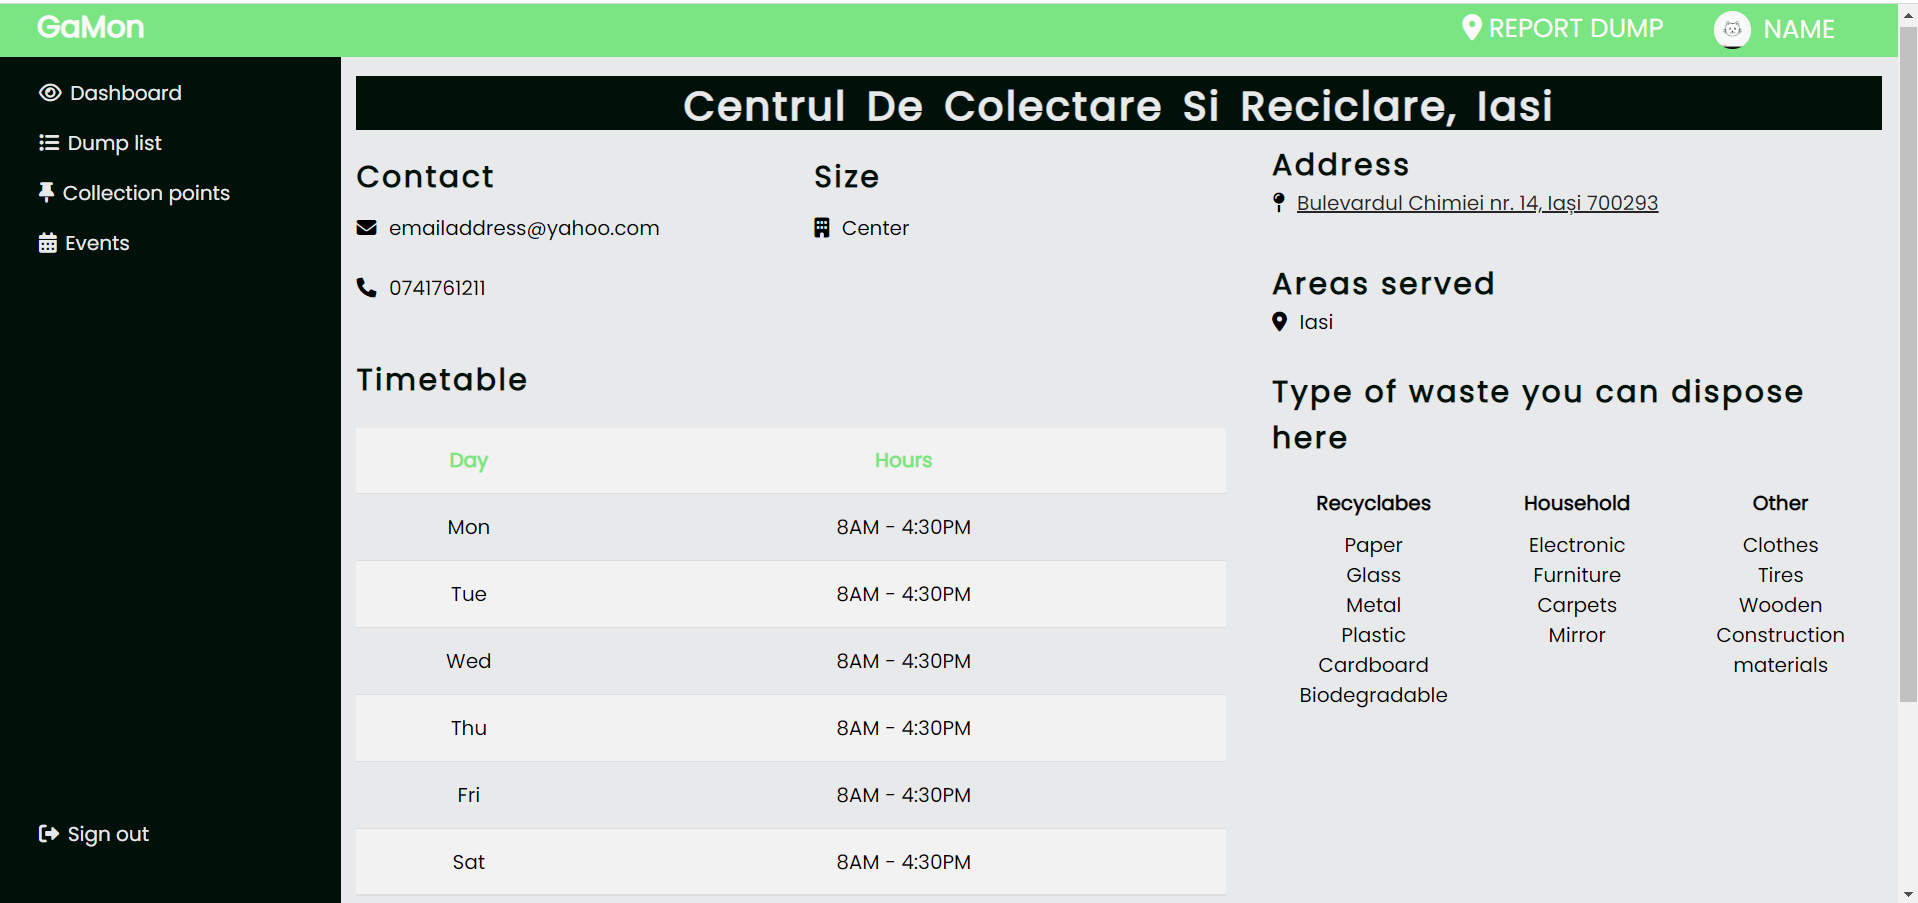 GaMon
REPORT DUMP
NAME
Dashboard
Dump list
Collection points
Events
Sign out
Centrul De Colectare Si Reciclare, Iasi
Contact
emailaddress@yahoo.com
0741761211
Size
Center
Address
Bulevardul Chimiei nr. 14, Iași 700293
Areas served
Iasi
Timetable
Day Hours
Mon 8AM - 4:30PM
Tue 8AM - 4:30PM
Wed 8AM - 4:30PM
Thu 8AM - 4:30PM
Fri 8AM - 4:30PM
Sat 8AM - 4:30PM
Type of waste you can dispose
here
Recyclabes
Paper
Glass
Metal
Plastic
Cardboard
Biodegradable
Household
Electronic
Furniture
Carpets
Mirror
Other
Clothes
Tires
Wooden
Construction
materials